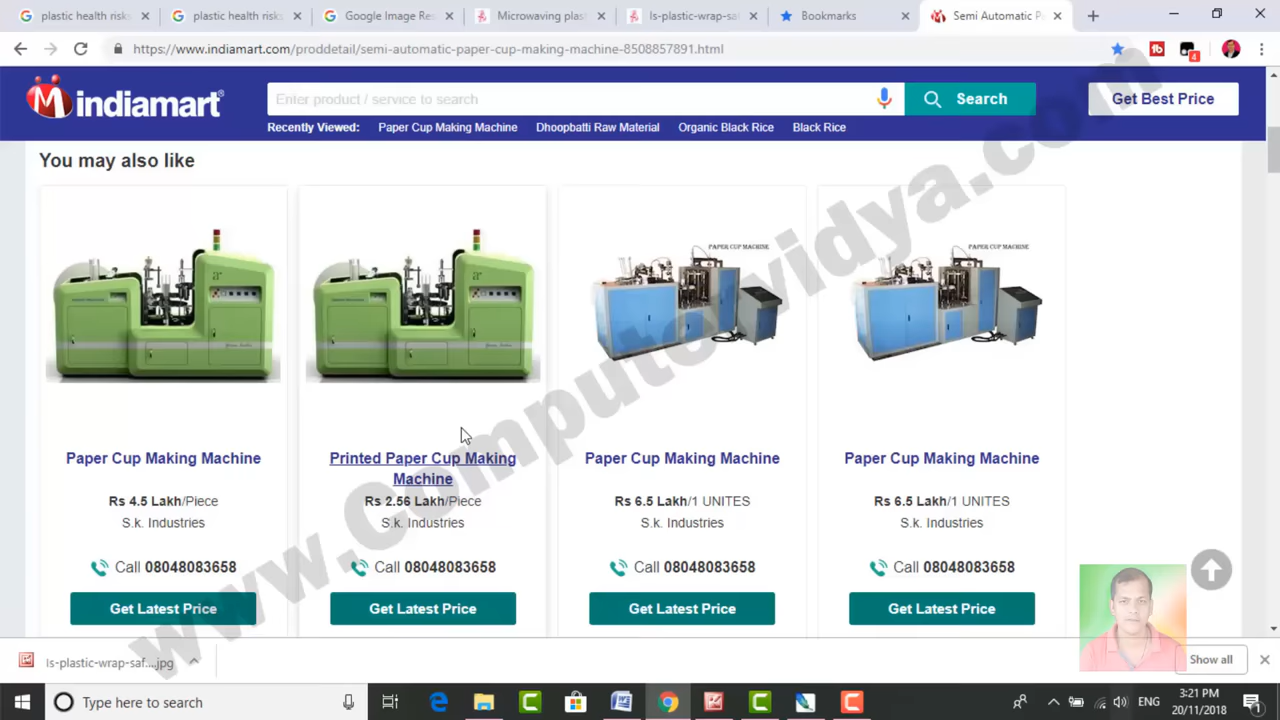 plastic health risks
plastic health risks
Google Image Res
Microwaving plas
Is-plastic-wrap-saf
Bookmarks
Semi Automatic P
https://www.indiamart.com/proddetail/semi-automatic-paper-cup-making-machine-8508857891.html
4
indiamart
Enter product / service to search
Search
Get Best Price
Recently Viewed: Paper Cup Making Machine Dhoopbatti Raw Material Organic Black Rice Black Rice
You may also like
PAPER CUP MACHINE
PAPER CUP MACHINE
Paper Cup Making Machine
Rs 4.5 Lakh/Piece
S.k. Industries
Call 08048083658
Get Latest Price
Printed Paper Cup Making
Machine
Rs 2.56 Lakh/Piece
S.k. Industries
Call 08048083658
Get Latest Price
Paper Cup Making Machine
Rs 6.5 Lakh/1 UNITES
S.k. Industries
Call 08048083658
Get Latest Price
Paper Cup Making Machine
Rs 6.5 Lakh/1 UNITES
S.k. Industries
Call 08048083658
Get Latest Price
www.Computorvidya.com
Is-plastic-wrap-saf....jpg
Show all
Type here to search
ENG
3:21 PM
20/11/2018
1